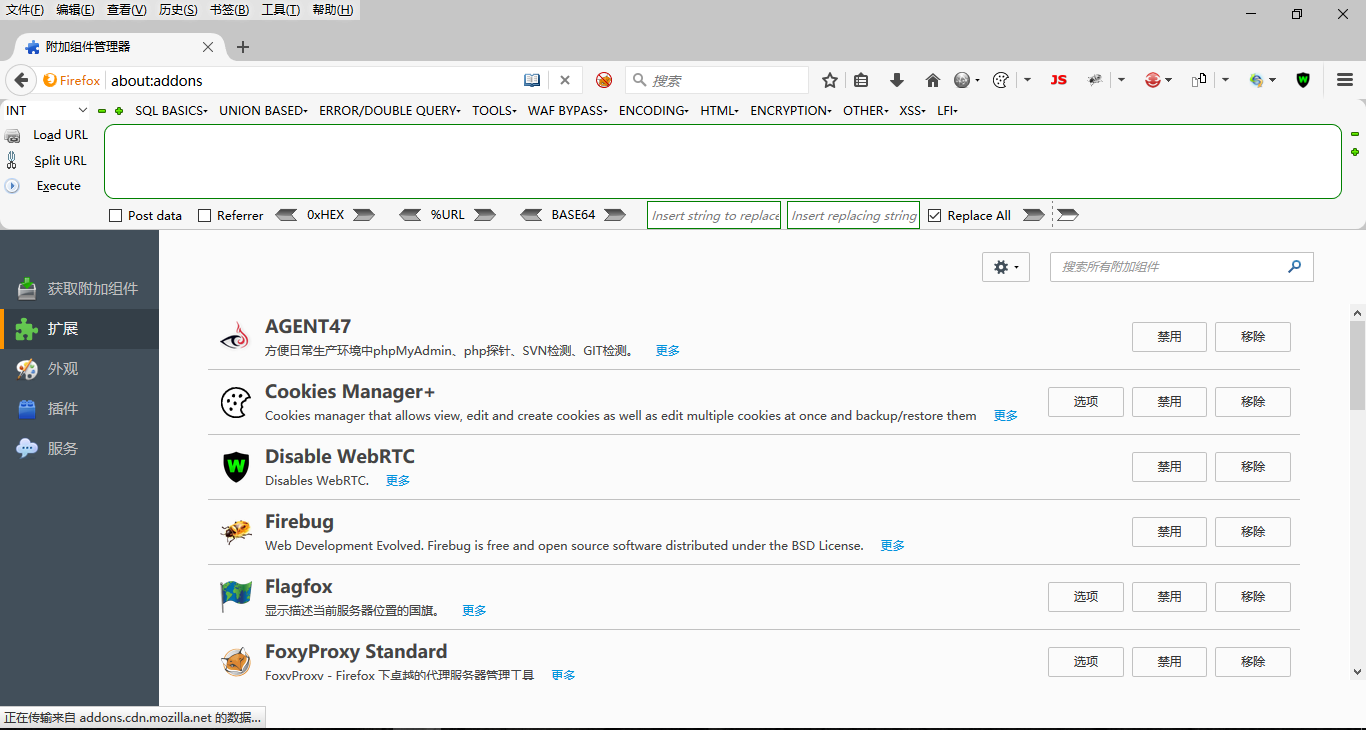 文件(F) 编辑(E) 查看(V) 历史(S) 书签(B) 工具(T) 帮助(H)
附加组件管理器
Firefox about:addons 搜索 JS
INT SQL BASICS UNION BASED ERROR/DOUBLE QUERY TOOLS WAF BYPASS ENCODING HTML ENCRYPTION OTHER XSS LFI
Load URL
Split URL
Execute
Post data Referrer 0xHEX %URL BASE64 Insert string to replace Insert replacing string Replace All
搜索所有附加组件
获取附加组件
扩展
外观
插件
服务
AGENT47
方便日常生产环境中phpMyAdmin、php探针、SVN检测、GIT检测。 更多
禁用 移除
Cookies Manager+
Cookies manager that allows view, edit and create cookies as well as edit multiple cookies at once and backup/restore them 更多
选项 禁用 移除
Disable WebRTC
Disables WebRTC. 更多
禁用 移除
Firebug
Web Development Evolved. Firebug is free and open source software distributed under the BSD License. 更多
禁用 移除
Flagfox
显示描述当前服务器位置的国旗。 更多
选项 禁用 移除
FoxyProxy Standard
FoxyProxy - Firefox 下卓越的代理服务器管理工具 更多
选项 禁用 移除
正在传输来自 addons.cdn.mozilla.net 的数据...